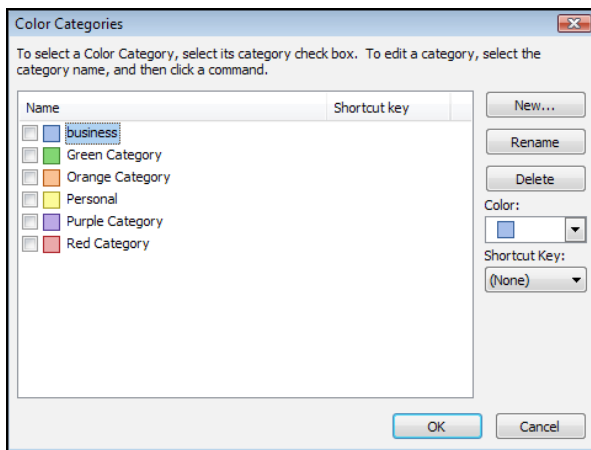 Color Categories
To select a Color Category, select its category check box.  To edit a category, select the
category name, and then click a command.
Name
Shortcut key
New...
business
Green Category
Rename
Orange Category
Delete
Personal
Color:
Purple Category
Red Category
Shortcut Key:
(None)
OK
Cancel